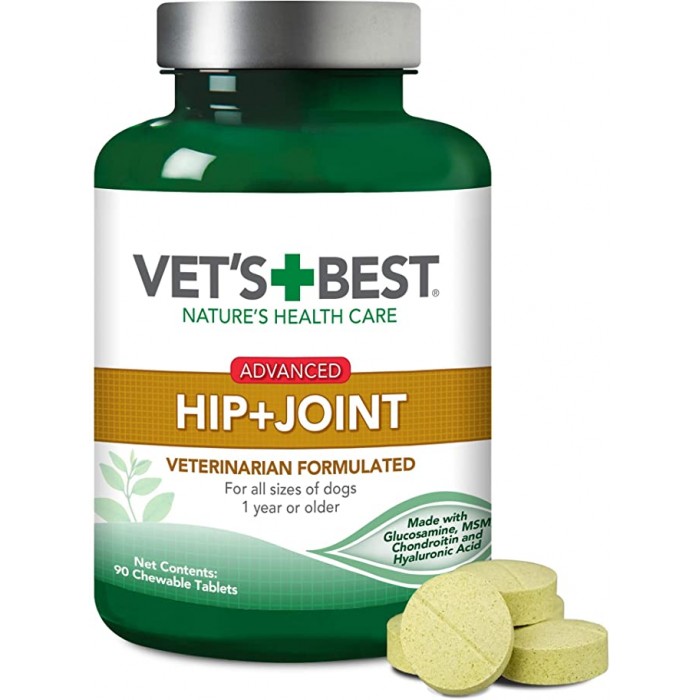 VET'S+BEST®
NATURE'S HEALTH CARE
ADVANCED
HIP+JOINT
VETERINARIAN FORMULATED
For all sizes of dogs
1 year or older
Made with
Glucosamine, MSM
Chondroitin and
Hyaluronic Acid
Net Contents:
90 Chewable Tablets